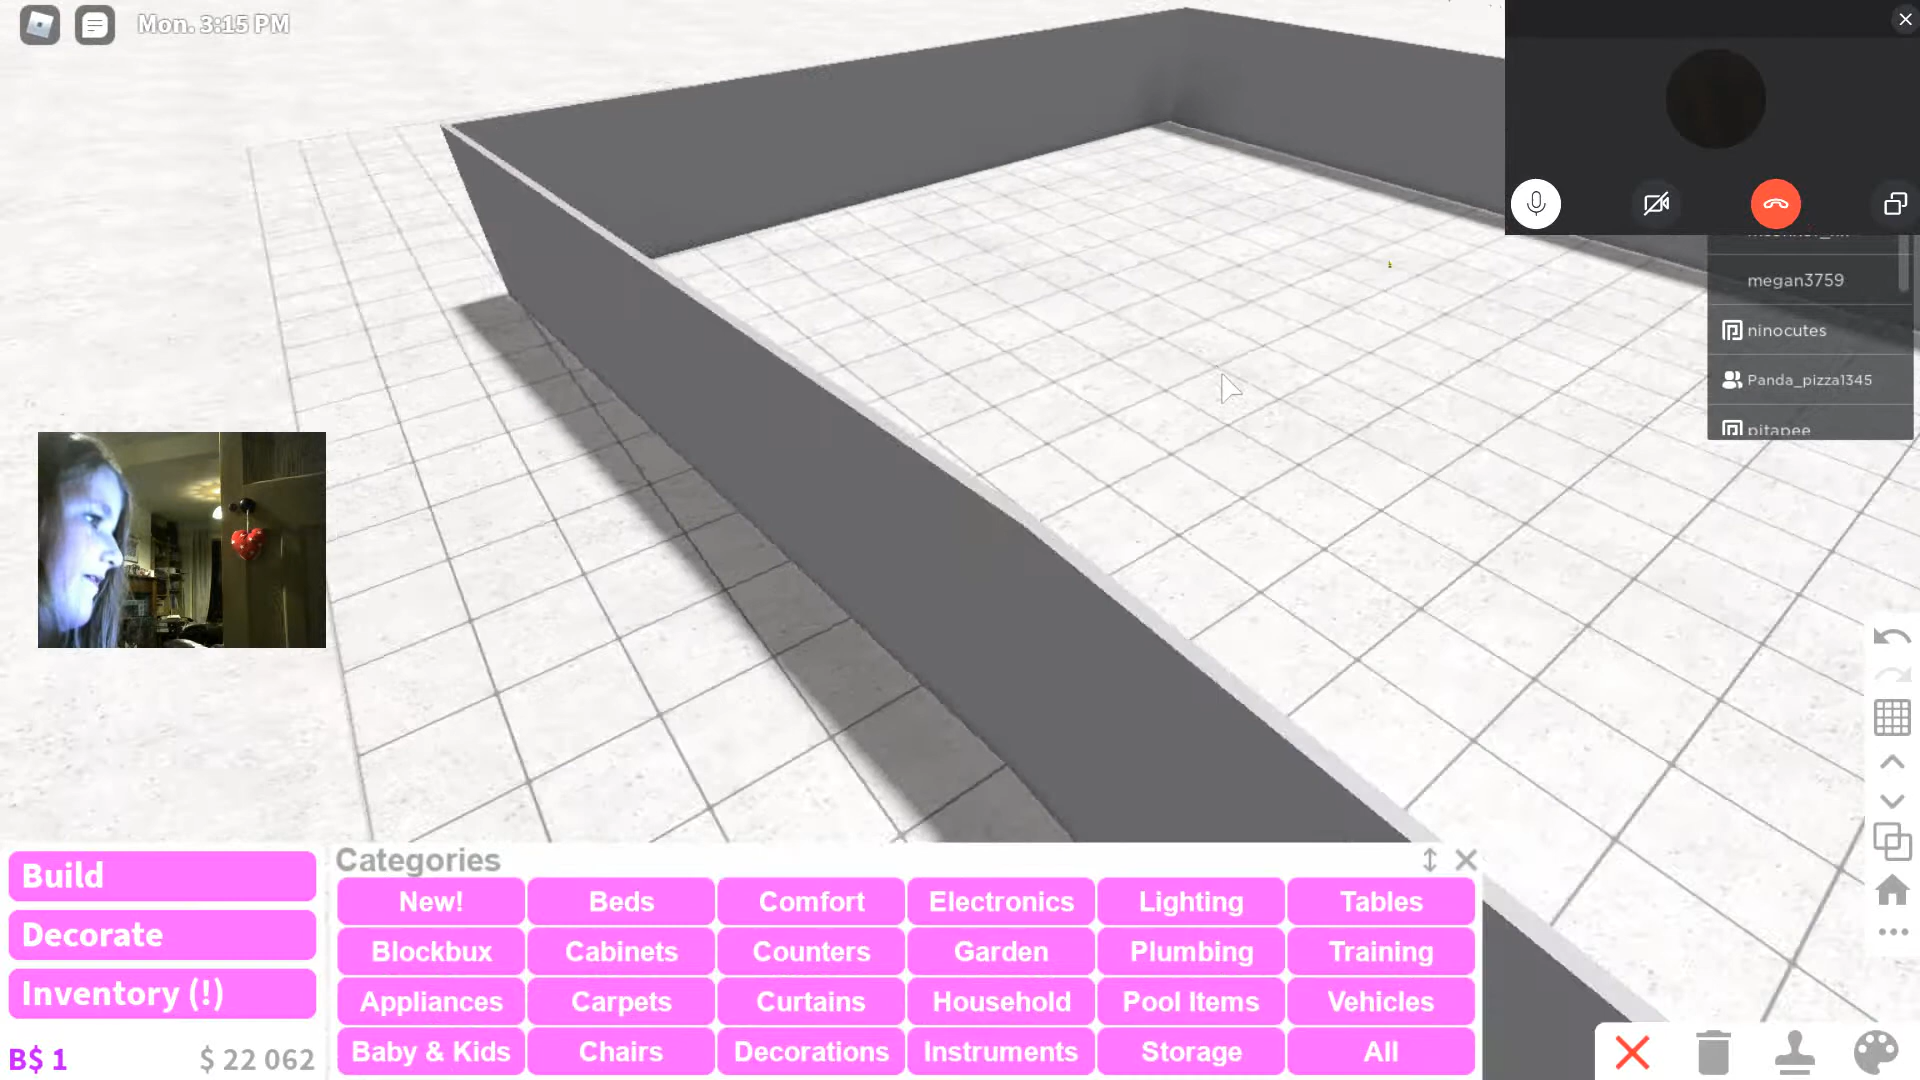 Mon. 3:15 PM
megan3759
ninocutes
Panda_pizza1345
pitapee
Build
Decorate
Inventory (!)
B$ 1
$ 22 062
Categories
New!
Beds
Comfort
Electronics
Lighting
Tables
Blockbux
Cabinets
Counters
Garden
Plumbing
Training
Appliances
Carpets
Curtains
Household
Pool Items
Vehicles
Baby & Kids
Chairs
Decorations
Instruments
Storage
All